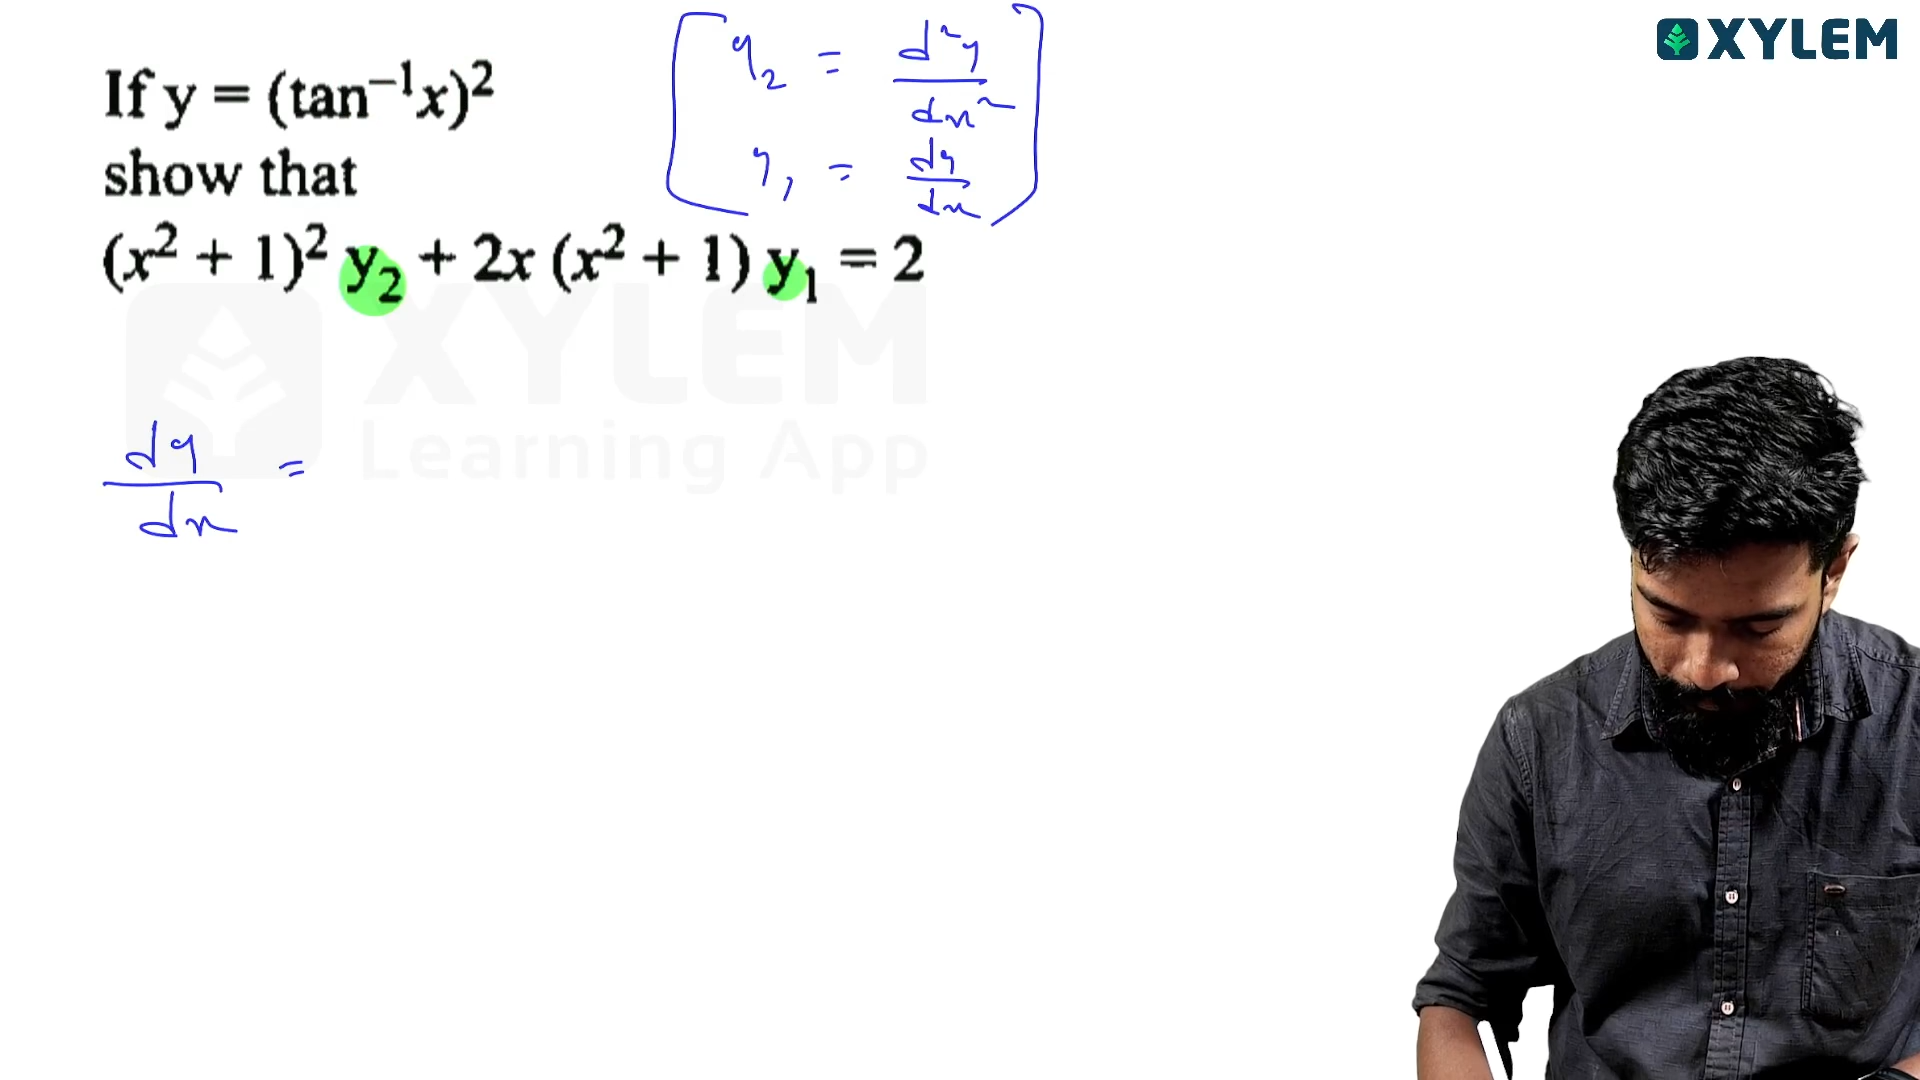 XYLEM
If y = (tan⁻¹x)²
show that
(x² + 1)² y₂ + 2x (x² + 1) y₁ = 2
y₂ = d²y/dx²
y₁ = dy/dx
XYLEM
Learning App
dy/dx =